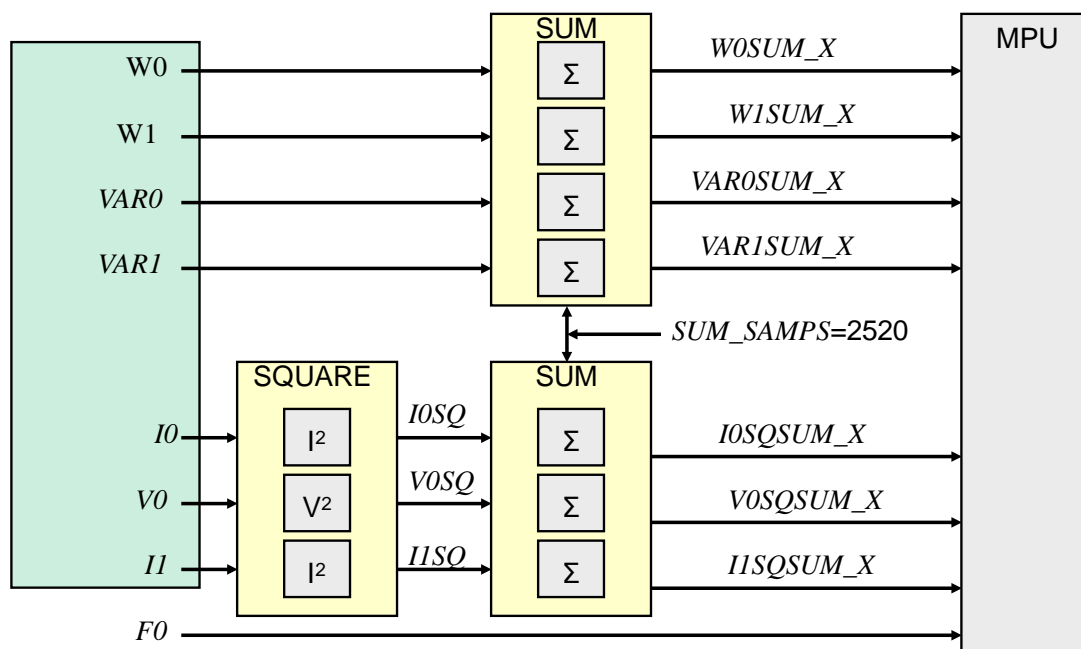 SUM
MPU
W0
Σ
W0SUM_X
W1
Σ
W1SUM_X
VAR0
Σ
VAR0SUM_X
VAR1
Σ
VAR1SUM_X
SUM_SAMPS=2520
SQUARE
SUM
I0
I²
I0SQ
Σ
I0SQSUM_X
V0
V²
V0SQ
Σ
V0SQSUM_X
I1
I²
I1SQ
Σ
I1SQSUM_X
F0